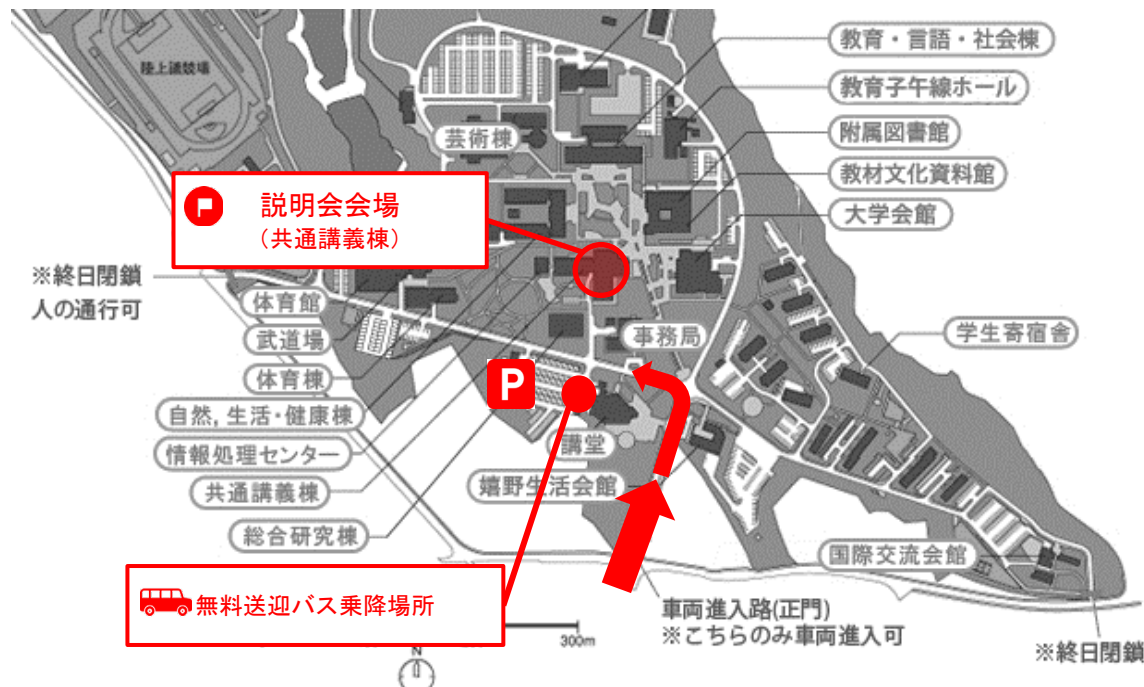 陸上競技場
教育・言語・社会棟
教育子午線ホール
芸術棟
附属図書館
教材文化資料館
P 説明会会場
(共通講義棟)
大学会館
※終日閉鎖
人の通行可
体育館
武道場
事務局
学生寄宿舎
体育棟
P
自然,生活・健康棟
講堂
情報処理センター
嬉野生活会館
共通講義棟
総合研究棟
国際交流会館
無料送迎バス乗降場所
車両進入路(正門)
※こちらのみ車両進入可
300m
N
※終日閉鎖